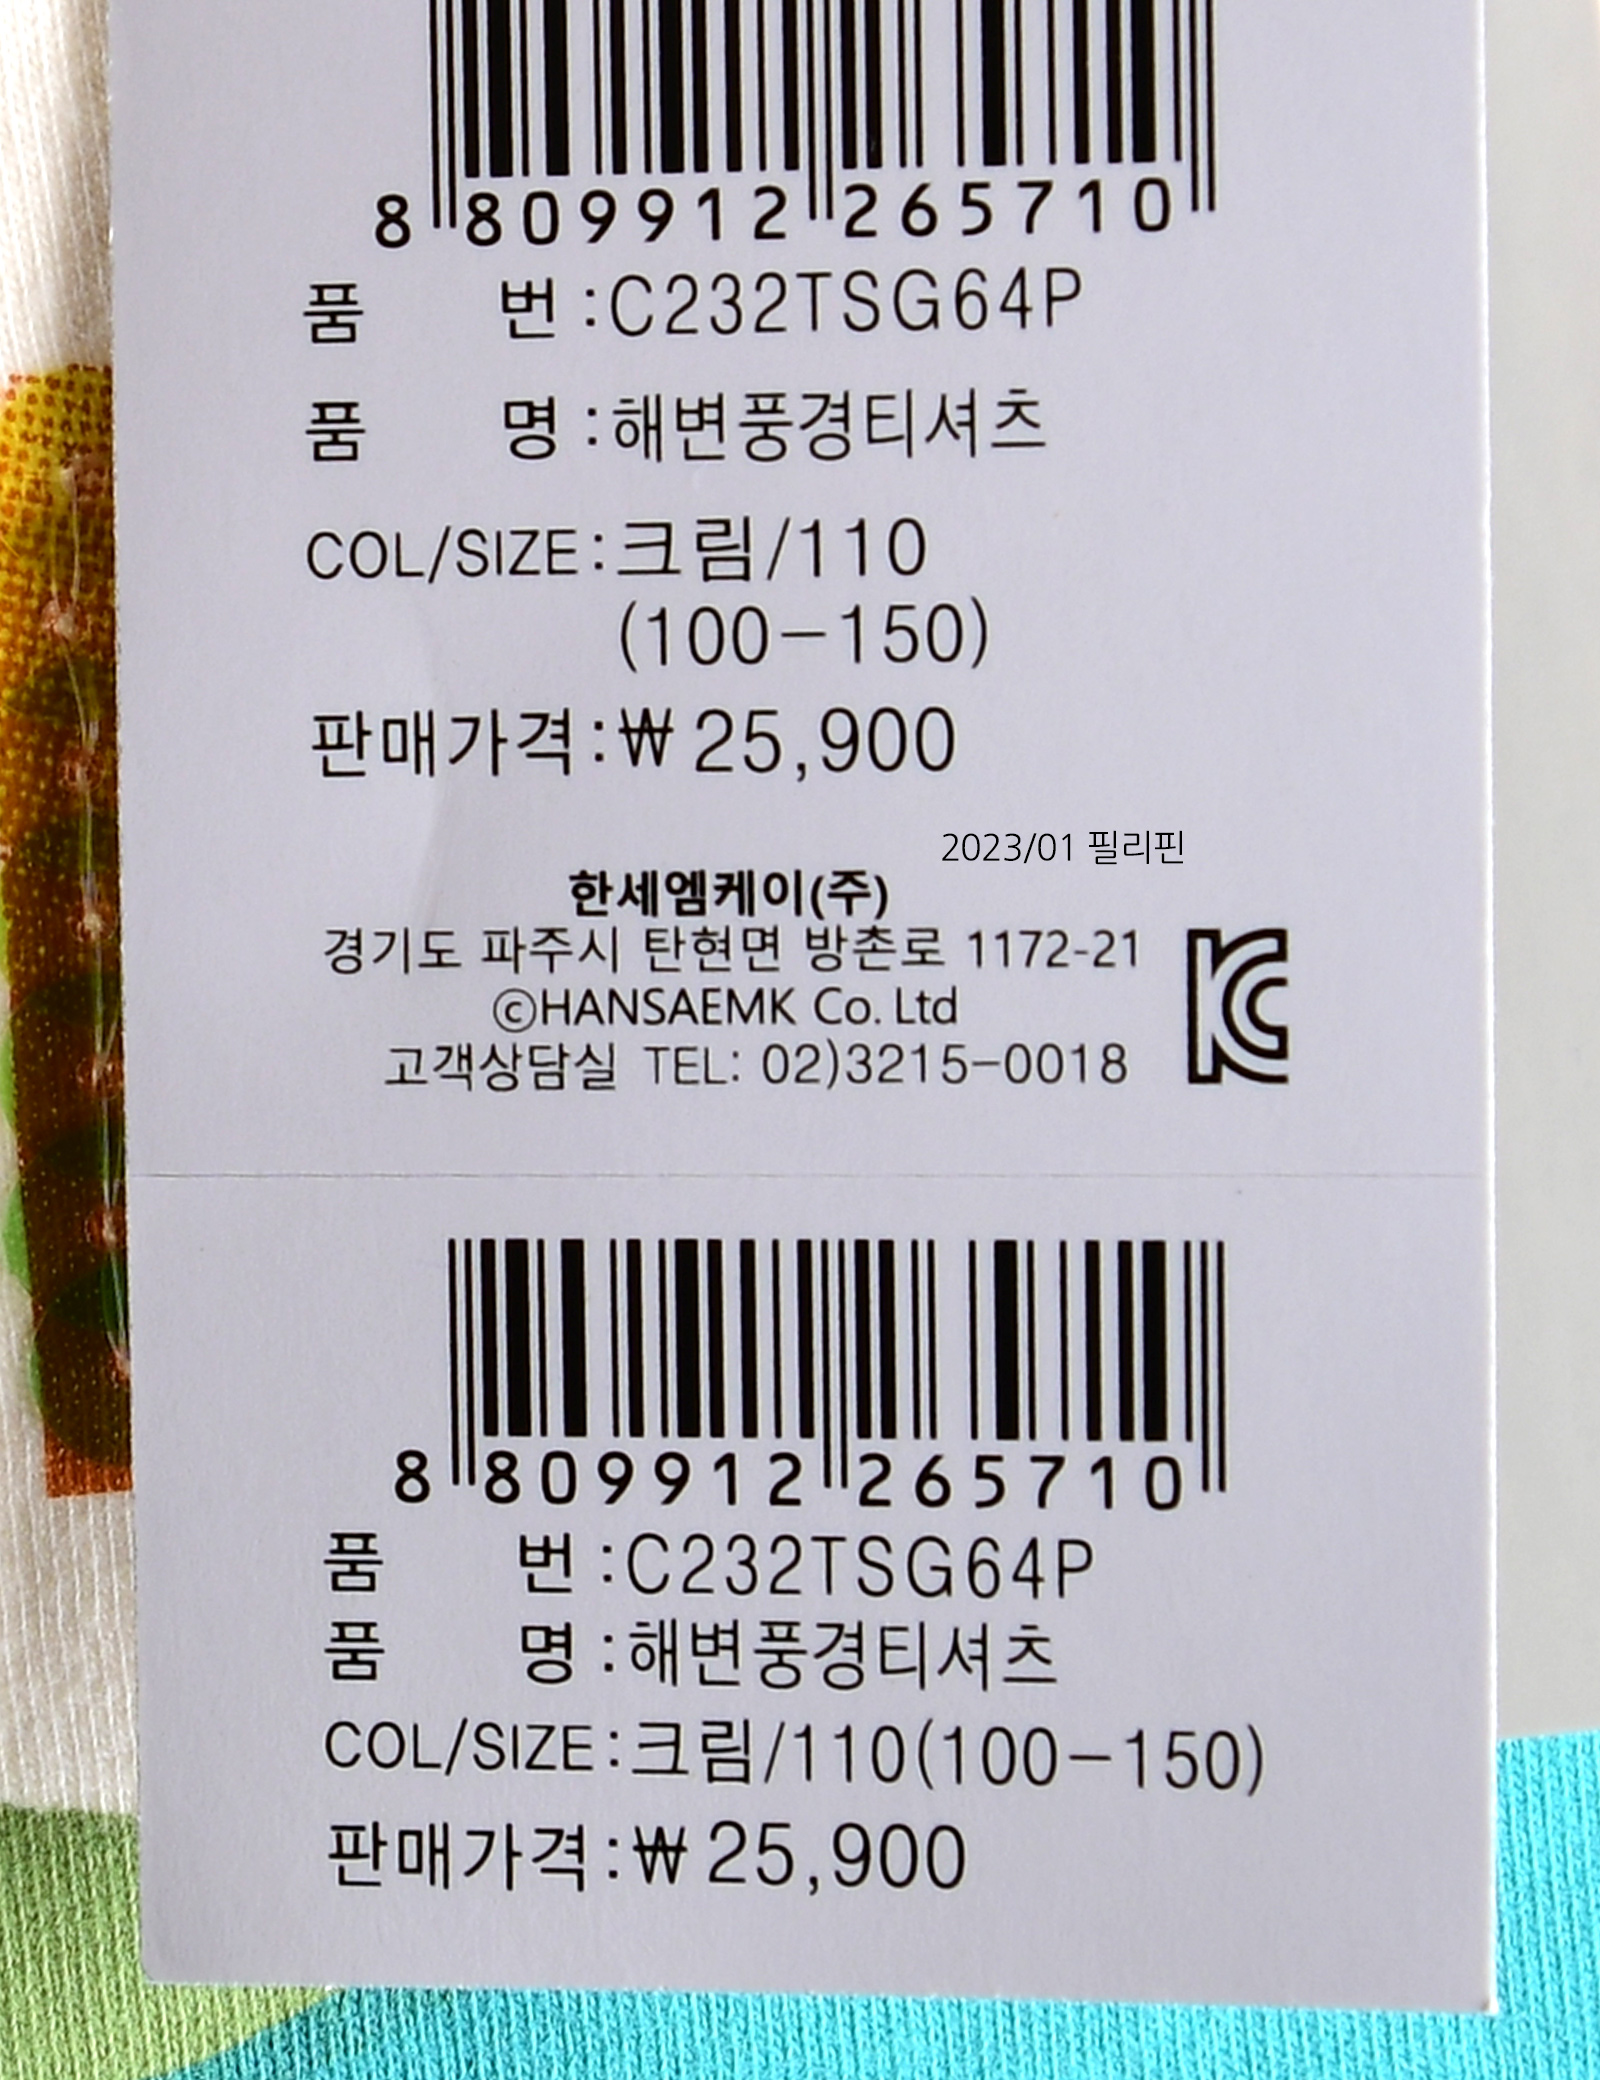 8 809912 265710
품 번 :C232TSG64P
품 명 :해변풍경티셔츠
COL/SIZE:크림/110
(100-150)
판매가격:₩ 25,900
2023/01 필리핀
한세엠케이(주)
경기도 파주시 탄현면 방촌로 1172-21
ⓒHANSAEMK Co. Ltd
고객상담실 TEL: 02)3215-0018
8 809912 265710
품 번 :C232TSG64P
품 명 :해변풍경티셔츠
COL/SIZE:크림/110(100-150)
판매가격:₩ 25,900